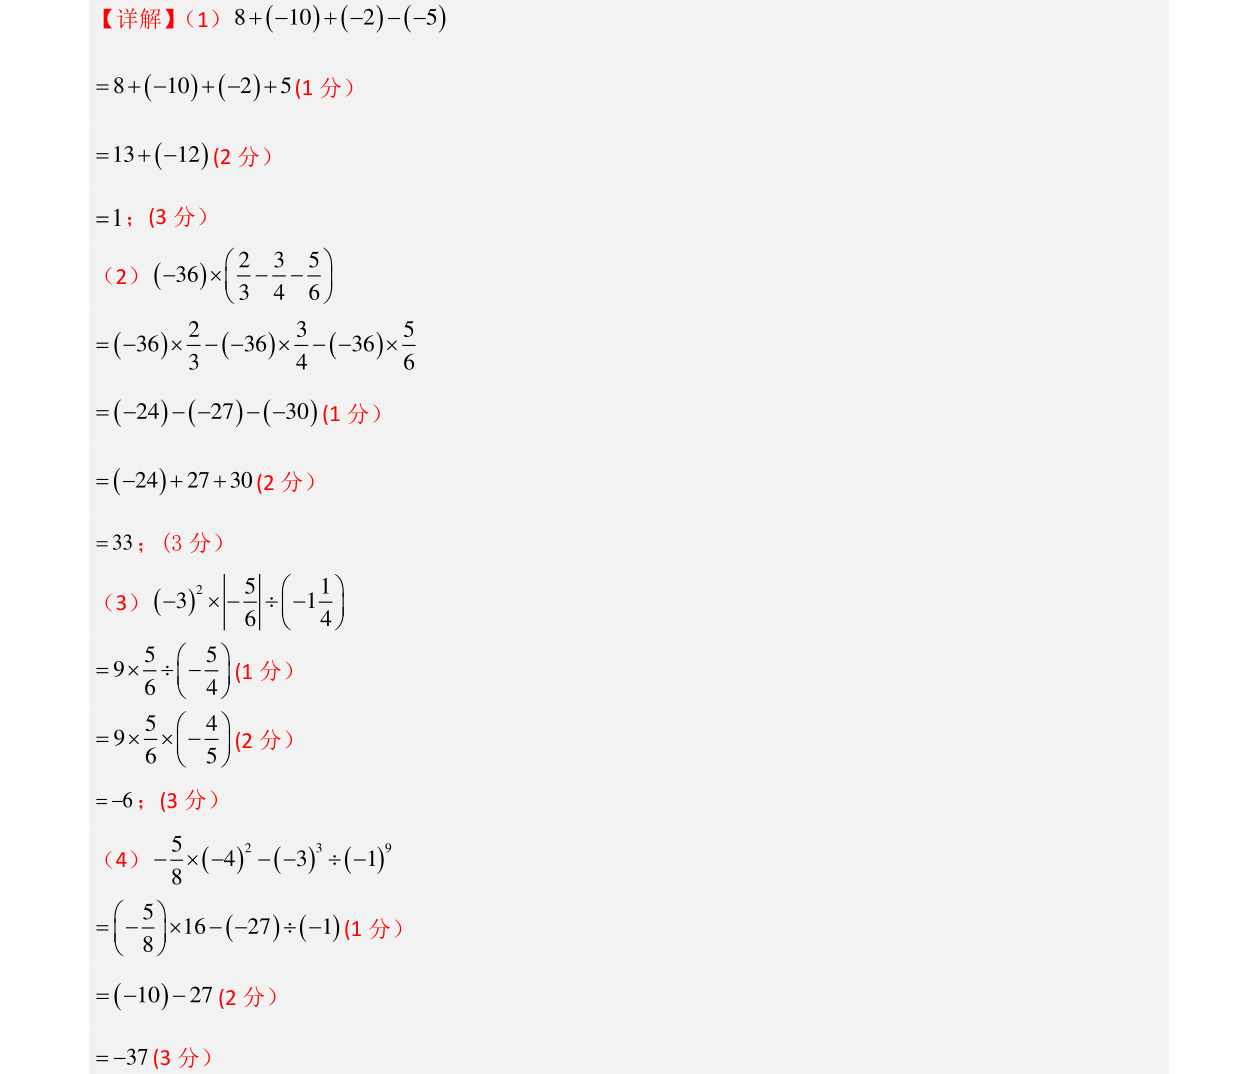 【详解】（1）8+(−10)+(−2)−(−5)
=8+(−10)+(−2)+5(1 分）
=13+(−12)(2 分）
=1；(3 分）
（2）(−36)×(2/3−3/4−5/6)
=(−36)×2/3−(−36)×3/4−(−36)×5/6
=(−24)−(−27)−(−30)(1 分）
=(−24)+27+30(2 分）
=33；(3 分）
（3）(−3)²×|−5/6|÷(−1 1/4)
=9×5/6÷(−5/4)(1 分）
=9×5/6×(−4/5)(2 分）
=−6；(3 分）
（4）−5/8×(−4)²−(−3)³÷(−1)⁹
=(−5/8)×16−(−27)÷(−1)(1 分）
=(−10)−27(2 分）
=−37(3 分）